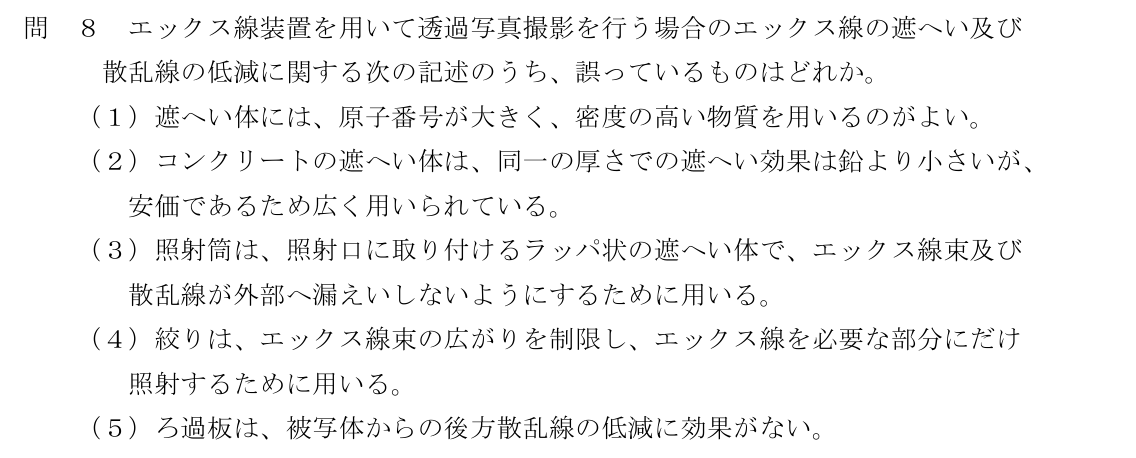 問　８　エックス線装置を用いて透過写真撮影を行う場合のエックス線の遮へい及び
散乱線の低減に関する次の記述のうち、誤っているものはどれか。
（１）遮へい体には、原子番号が大きく、密度の高い物質を用いるのがよい。
（２）コンクリートの遮へい体は、同一の厚さでの遮へい効果は鉛より小さいが、
安価であるため広く用いられている。
（３）照射筒は、照射口に取り付けるラッパ状の遮へい体で、エックス線束及び
散乱線が外部へ漏えいしないようにするために用いる。
（４）絞りは、エックス線束の広がりを制限し、エックス線を必要な部分にだけ
照射するために用いる。
（５）ろ過板は、被写体からの後方散乱線の低減に効果がない。